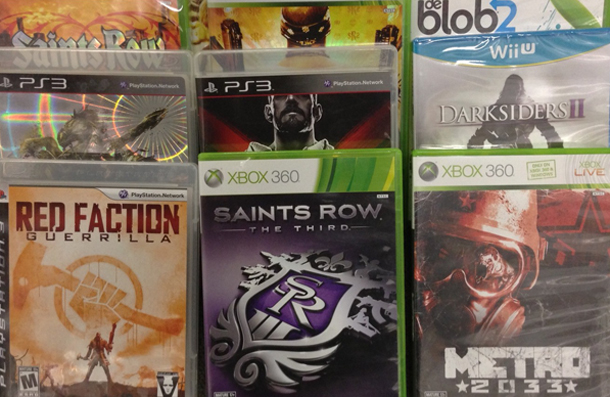 Saints Row
de
blob 2
Wii U
PS3
PlayStation Network
PS3
PlayStation Network
DARKSIDERS II
PlayStation Network
RED FACTION
GUERRILLA
PLAYSTATION 3
M
XBOX 360
SAINTS ROW
THE THIRD
SR
XBOX 360
XBOX
LIVE
METRO
2033